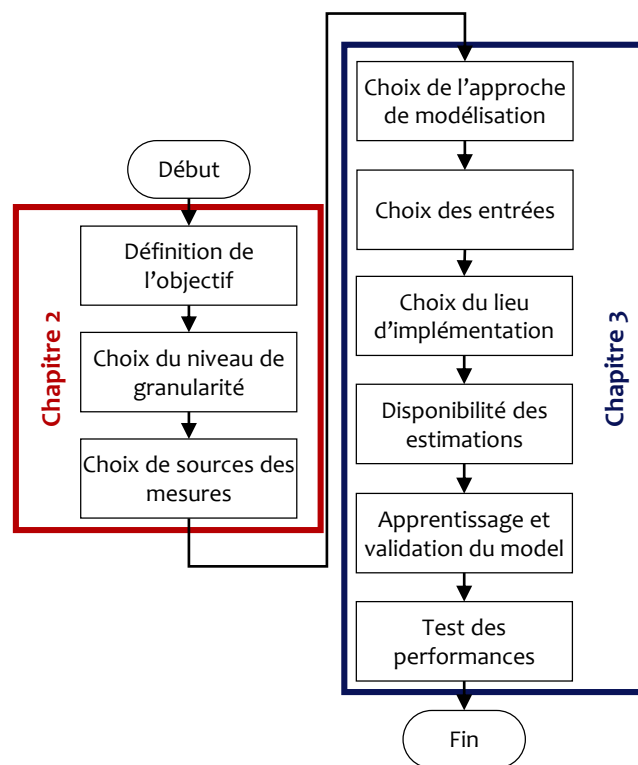 Début
Chapitre 2
Définition de
l'objectif
Choix du niveau de
granularité
Choix de sources des
mesures
Chapitre 3
Choix de l'approche
de modélisation
Choix des entrées
Choix du lieu
d'implémentation
Disponibilité des
estimations
Apprentissage et
validation du model
Test des
performances
Fin